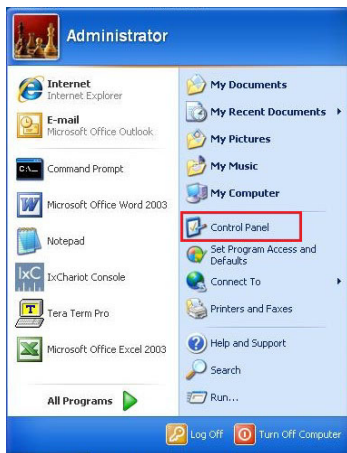 Administrator
Internet
Internet Explorer
E-mail
Microsoft Office Outlook
Command Prompt
Microsoft Office Word 2003
Notepad
IxChariot Console
Tera Term Pro
Microsoft Office Excel 2003
All Programs
My Documents
My Recent Documents
My Pictures
My Music
My Computer
Control Panel
Set Program Access and
Defaults
Connect To
Printers and Faxes
Help and Support
Search
Run...
Log Off
Turn Off Computer